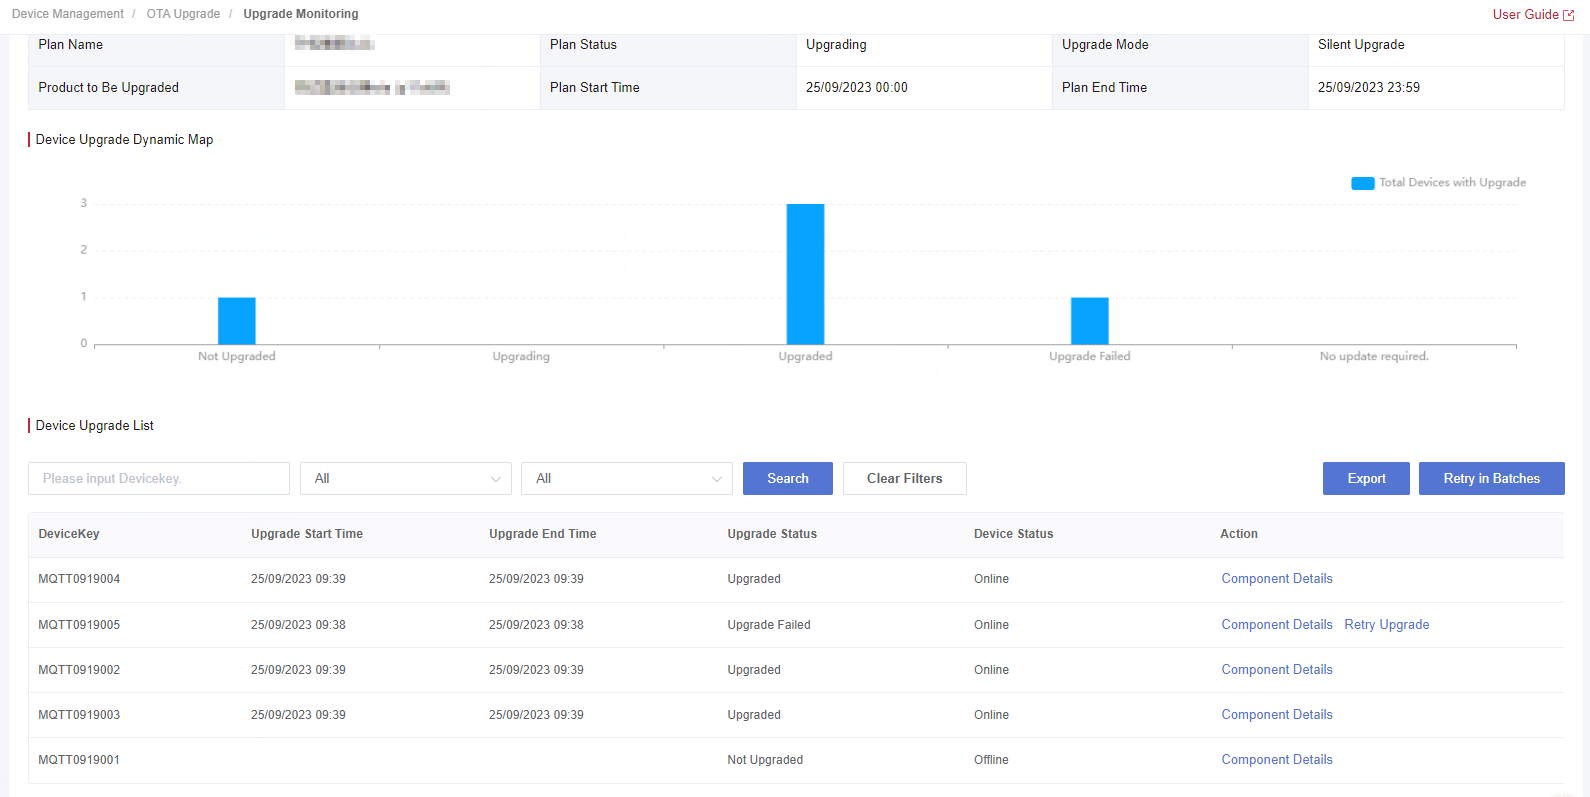 Device Management / OTA Upgrade / Upgrade Monitoring User Guide
Plan Name Plan Status Upgrading Upgrade Mode Silent Upgrade
Product to Be Upgraded Plan Start Time 25/09/2023 00:00 Plan End Time 25/09/2023 23:59
Device Upgrade Dynamic Map
Total Devices with Upgrade
3
2
1
0
Not Upgraded Upgrading Upgraded Upgrade Failed No update required.
Device Upgrade List
Please input Devicekey. All All Search Clear Filters Export Retry in Batches
DeviceKey Upgrade Start Time Upgrade End Time Upgrade Status Device Status Action
MQTT0919004 25/09/2023 09:39 25/09/2023 09:39 Upgraded Online Component Details
MQTT0919005 25/09/2023 09:38 25/09/2023 09:38 Upgrade Failed Online Component Details Retry Upgrade
MQTT0919002 25/09/2023 09:39 25/09/2023 09:39 Upgraded Online Component Details
MQTT0919003 25/09/2023 09:39 25/09/2023 09:39 Upgraded Online Component Details
MQTT0919001 Not Upgraded Offline Component Details